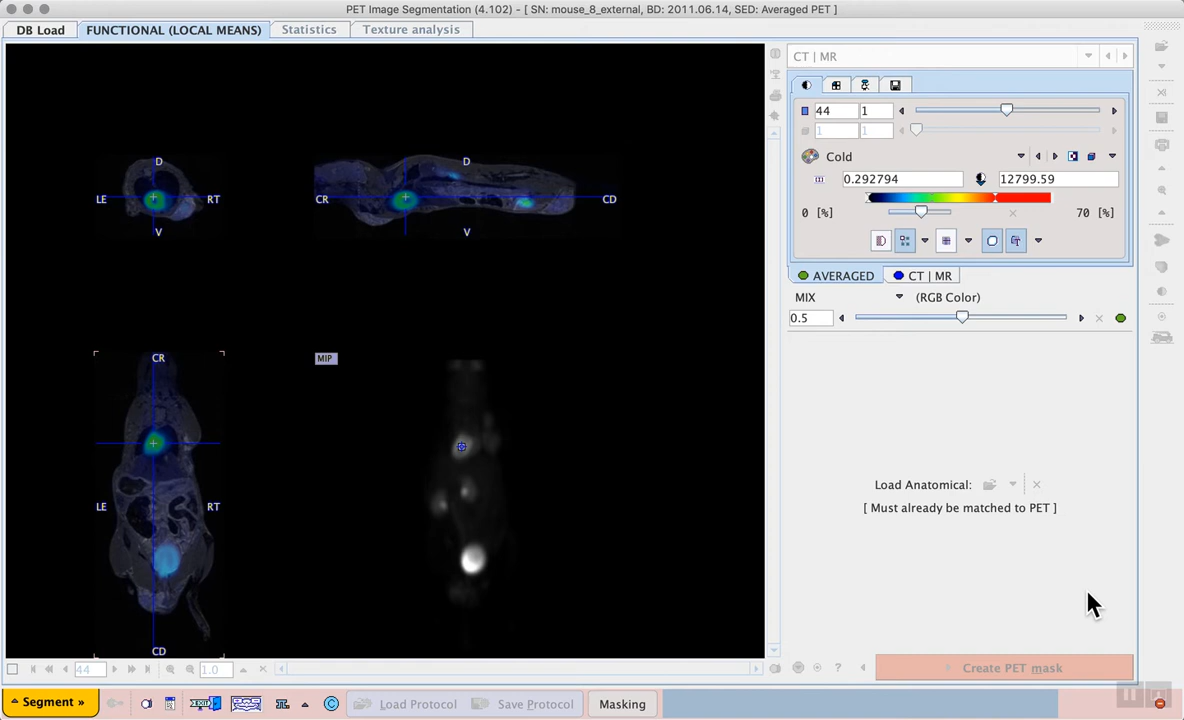 PET Image Segmentation (4.102) - [ SN: mouse_8_external, BD: 2011.06.14, SED: Averaged PET ]
DB Load FUNCTIONAL (LOCAL MEANS) Statistics Texture analysis
CT | MR
44 1
1 1
Cold
0.292794 12799.59
0 [%] 70 [%]
AVERAGED CT | MR
MIX (RGB Color)
0.5
D D
LE RT CR CD
V V
CR MIP
LE RT
CD
Load Anatomical:
[ Must already be matched to PET ]
44 1.0 ? Create PET mask
Segment » EXIT Load Protocol Save Protocol Masking